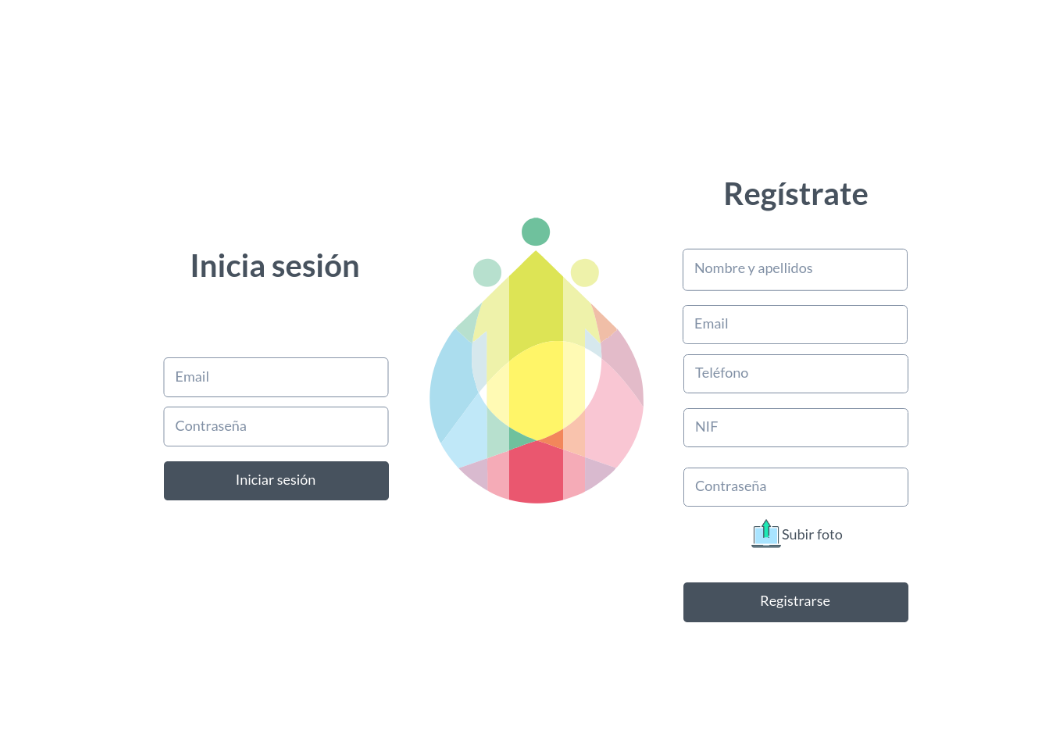 Inicia sesión
Email
Contraseña
Iniciar sesión
Regístrate
Nombre y apellidos
Email
Teléfono
NIF
Contraseña
Subir foto
Registrarse